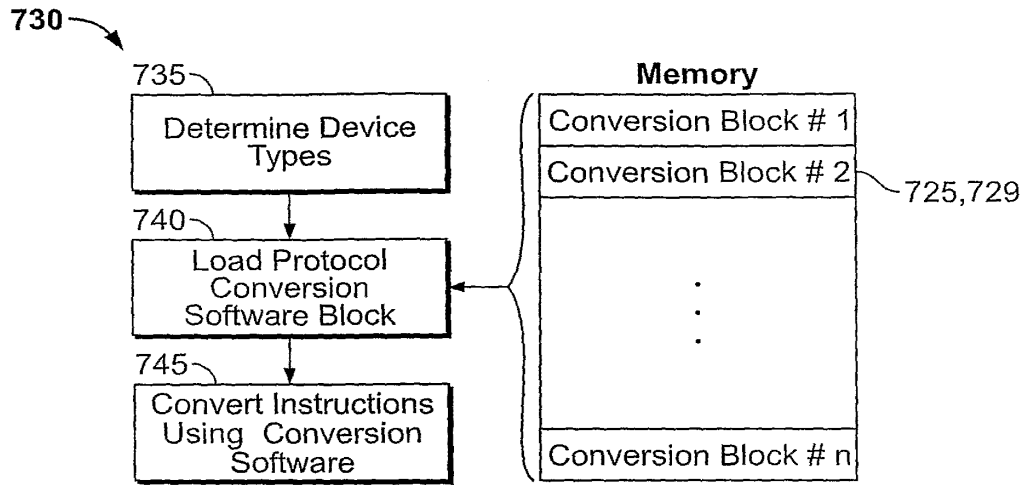 730
735
Determine Device
Types
740
Load Protocol
Conversion
Software Block
745
Convert Instructions
Using Conversion
Software
Memory
Conversion Block # 1
Conversion Block # 2
725,729
Conversion Block # n